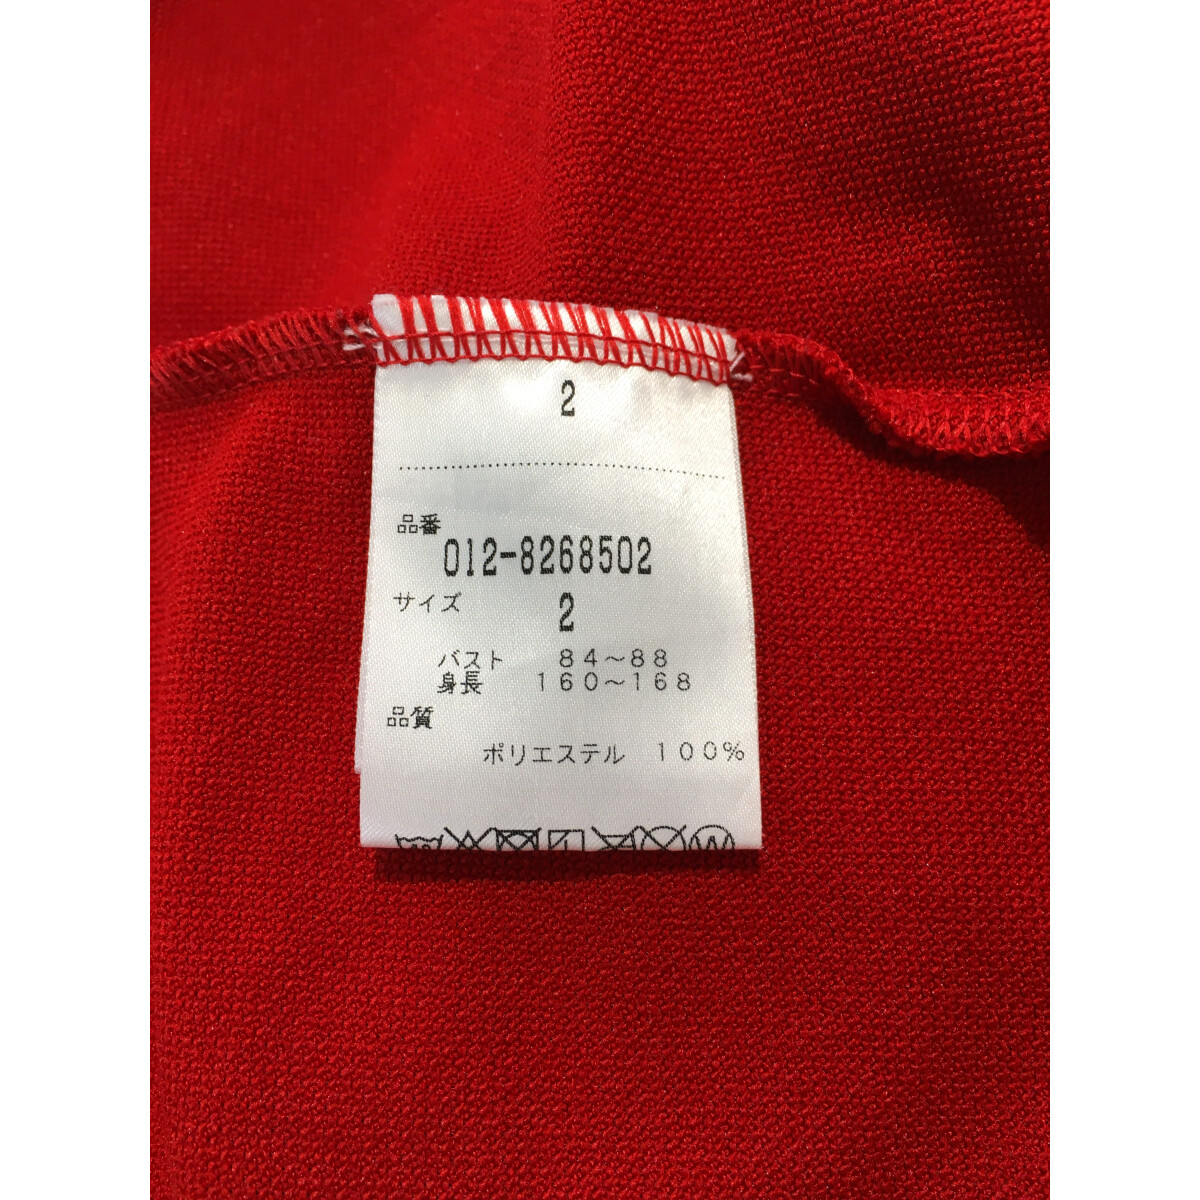 2
品番
012-8268502
サイズ 2
バスト 84～88
身長 160～168
品質
ポリエステル 100%